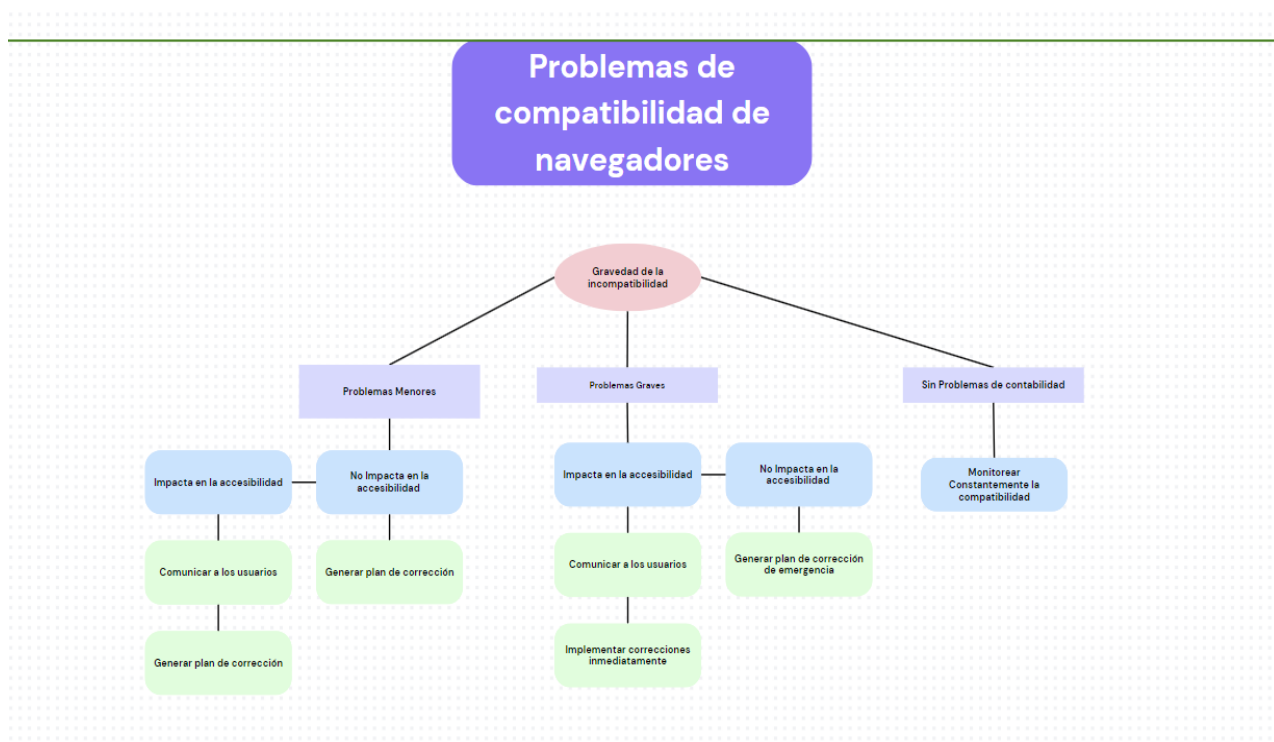 Problemas de
compatibilidad de
navegadores
Gravedad de la
incompatibilidad
Problemas Menores
Problemas Graves
Sin Problemas de contabilidad
Impacta en la accesibilidad
No Impacta en la
accesibilidad
Impacta en la accesibilidad
No Impacta en la
accesibilidad
Monitorear
Constantemente la
compatibilidad
Comunicar a los usuarios
Generar plan de corrección
Comunicar a los usuarios
Generar plan de corrección
de emergencia
Generar plan de corrección
Implementar correcciones
inmediatamente